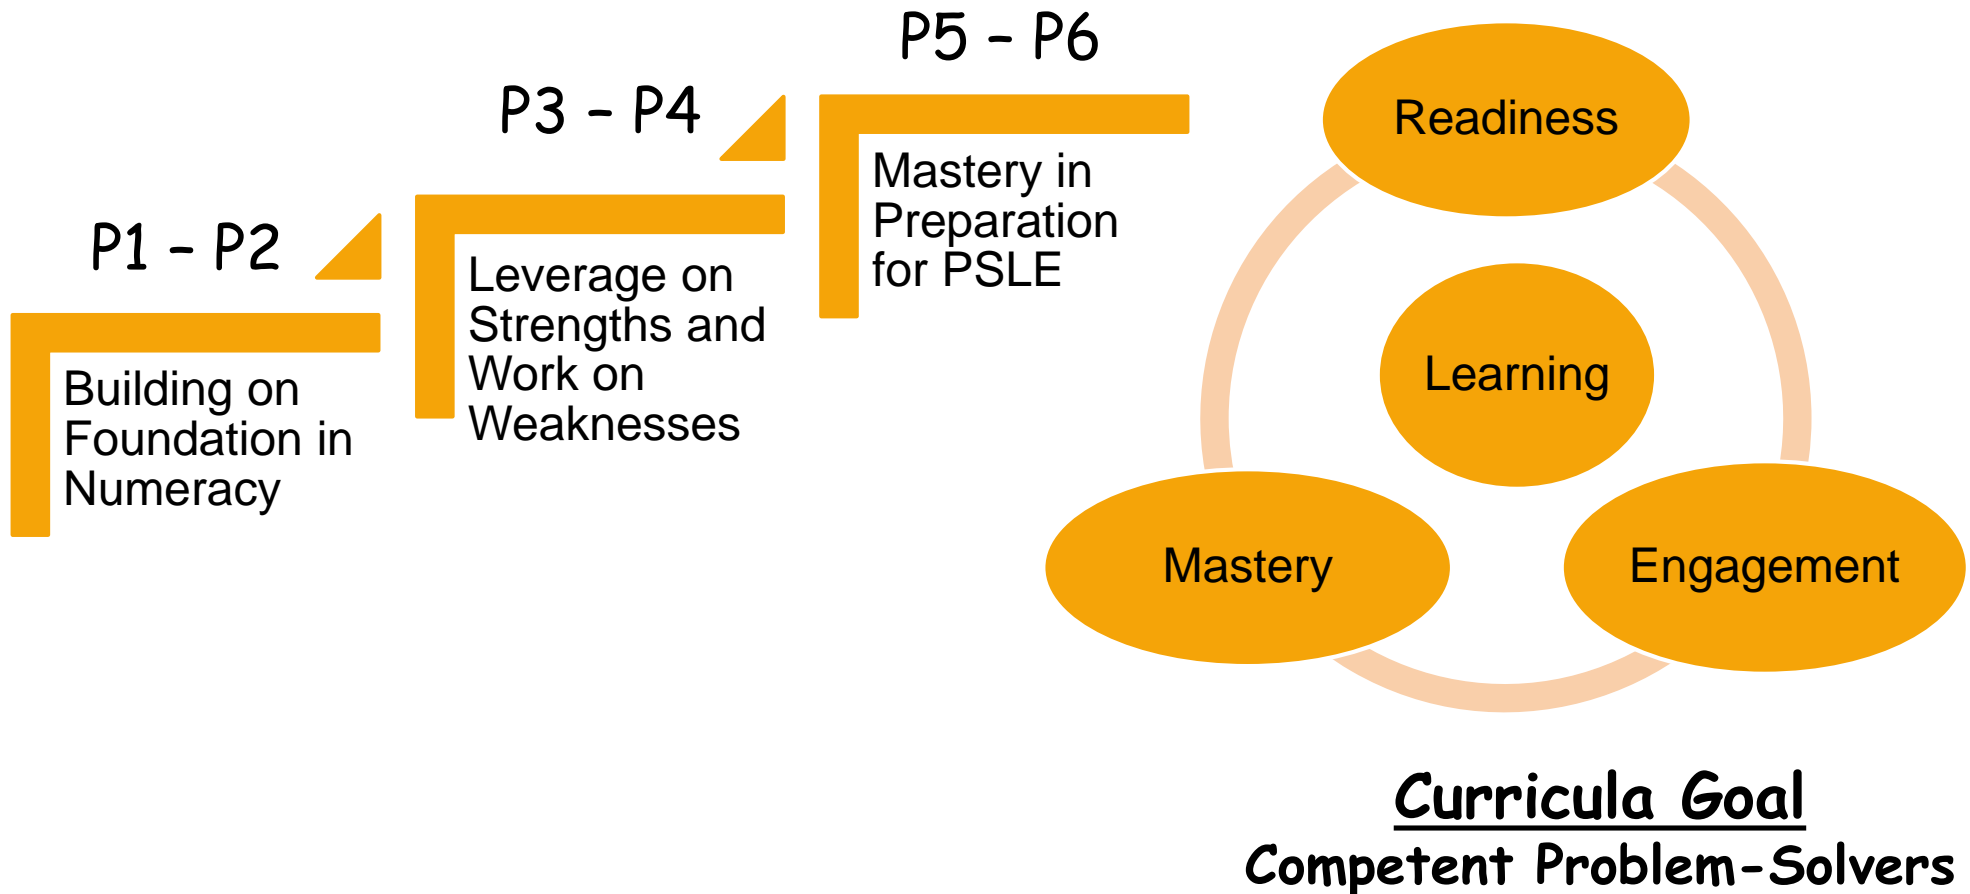 P1 – P2
Building on
Foundation in
Numeracy
P3 – P4
Leverage on
Strengths and
Work on
Weaknesses
P5 – P6
Mastery in
Preparation
for PSLE
Readiness
Learning
Mastery
Engagement
Curricula Goal
Competent Problem-Solvers